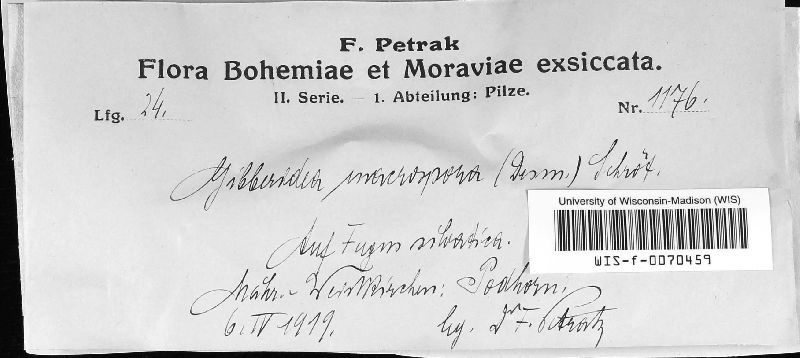 F. Petrak
Flora Bohemiae et Moraviae exsiccata.
II. Serie. — 1. Abteilung: Pilze.
Lfg. 24. Nr. 1176.
Gibberidea macrospora (Desm.) Schröt.
University of Wisconsin-Madison (WIS)
WIS-f-0070459
Auf Fagus silvatica.
Mähr.-Weisskirchen: Podhorn.
6. IV 1919. lg. Dr F. Petrak